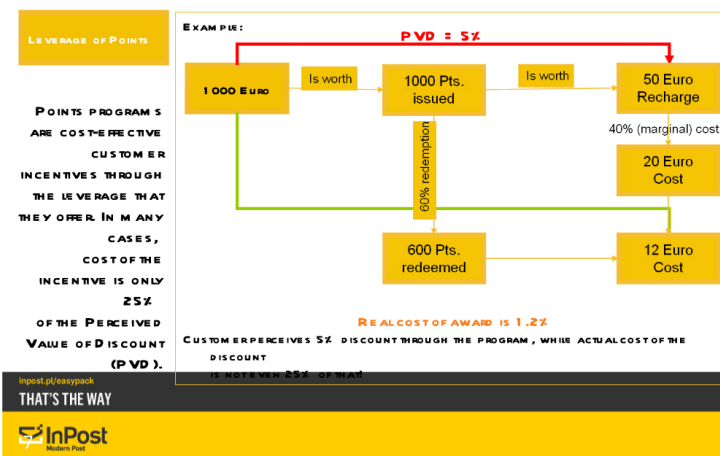 LEVERAGE OF POINTS
POINTS PROGRAMS
ARE COST-EFFECTIVE
CUSTOMER
INCENTIVES THROUGH
THE LEVERAGE THAT
THEY OFFER. IN MANY
CASES,
COST OF THE
INCENTIVE IS ONLY
25%
OF THE PERCEIVED
VALUE OF DISCOUNT
(PVD).
EXAMPLE:
PVD = 5%
1000 EURO
Is worth
1000 Pts.
issued
Is worth
50 Euro
Recharge
40% (marginal) cost
20 Euro
Cost
60% redemption
600 Pts.
redeemed
12 Euro
Cost
REAL COST OF AWARD IS 1.2%
CUSTOMER PERCEIVES 5% DISCOUNT THROUGH THE PROGRAM, WHILE ACTUAL COST OF THE
DISCOUNT
IS NOT EVEN 25% OF THAT!
inpost.pl/easypack
THAT'S THE WAY
InPost
Modern Post